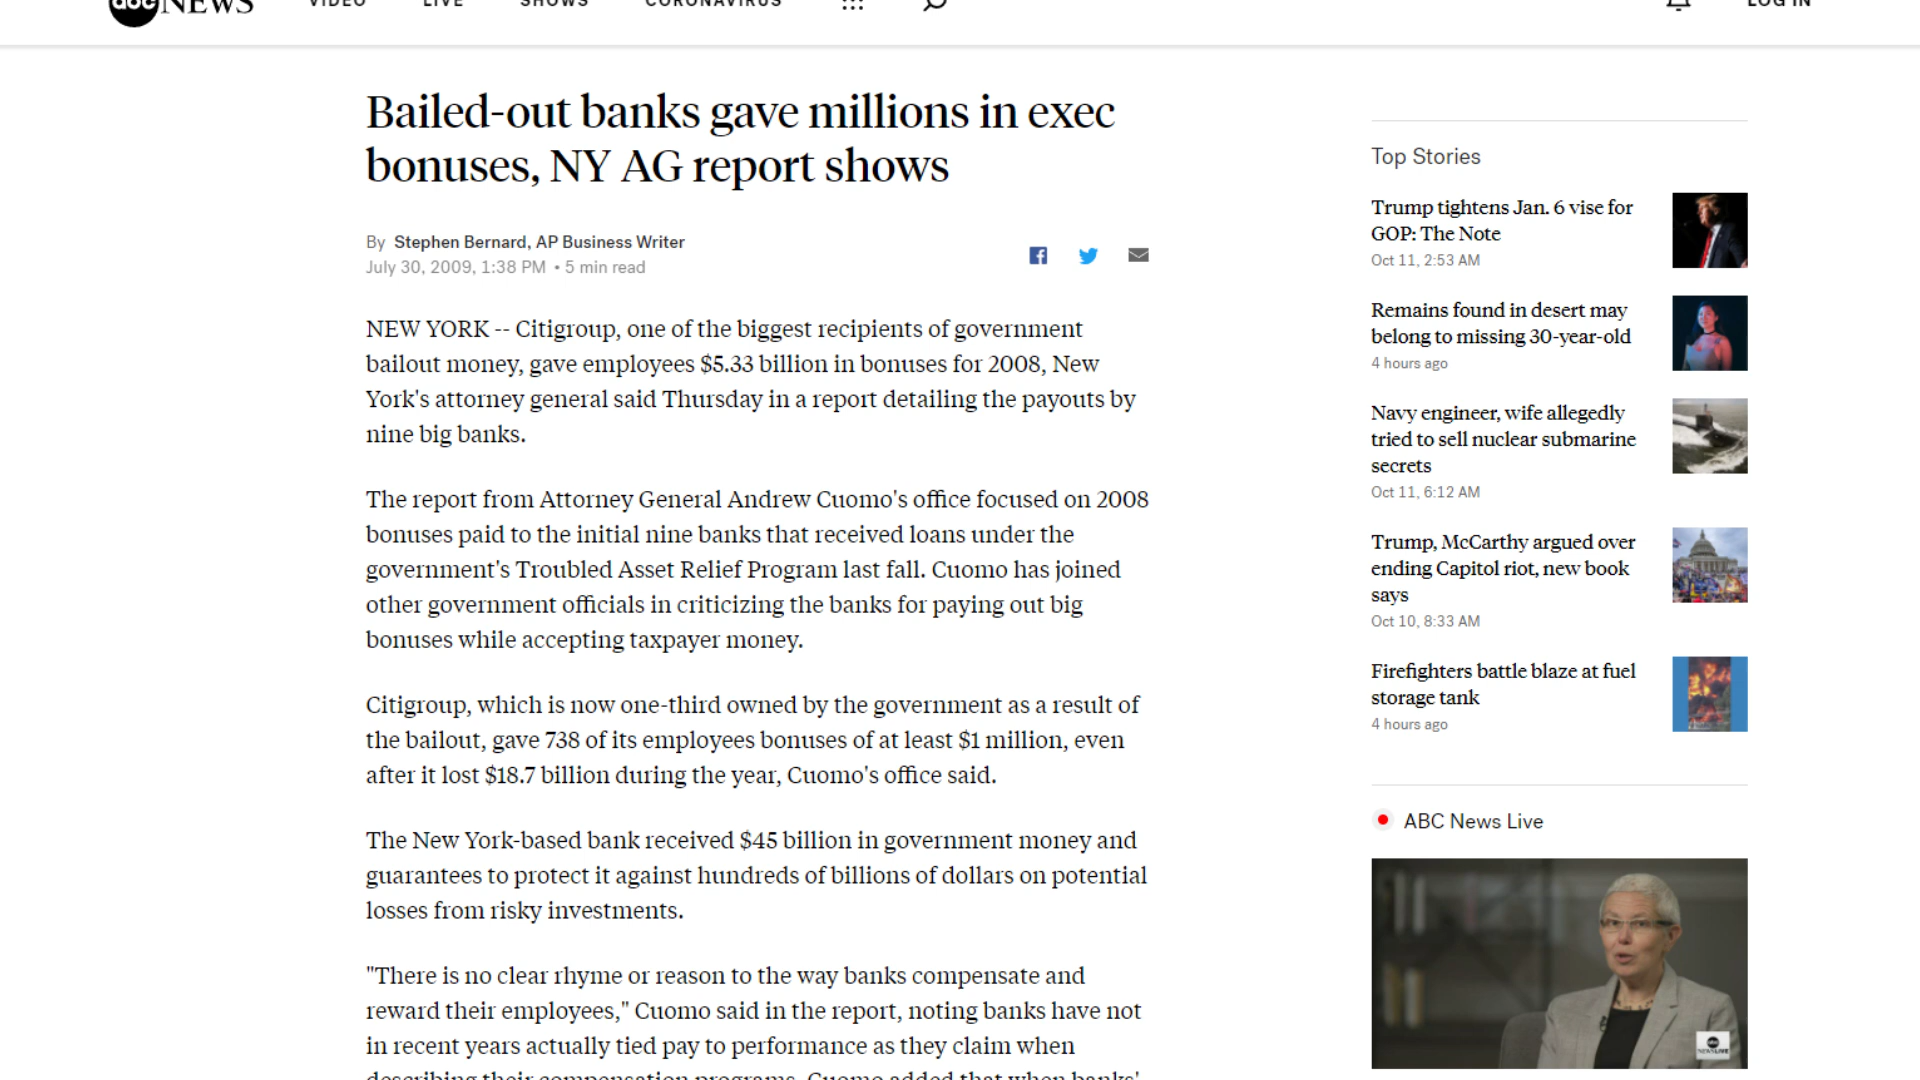 abc NEWS VIDEO LIVE SHOWS CORONAVIRUS LOG IN
Bailed-out banks gave millions in exec
bonuses, NY AG report shows
By Stephen Bernard, AP Business Writer
July 30, 2009, 1:38 PM • 5 min read
NEW YORK -- Citigroup, one of the biggest recipients of government
bailout money, gave employees $5.33 billion in bonuses for 2008, New
York's attorney general said Thursday in a report detailing the payouts by
nine big banks.
The report from Attorney General Andrew Cuomo's office focused on 2008
bonuses paid to the initial nine banks that received loans under the
government's Troubled Asset Relief Program last fall. Cuomo has joined
other government officials in criticizing the banks for paying out big
bonuses while accepting taxpayer money.
Citigroup, which is now one-third owned by the government as a result of
the bailout, gave 738 of its employees bonuses of at least $1 million, even
after it lost $18.7 billion during the year, Cuomo's office said.
The New York-based bank received $45 billion in government money and
guarantees to protect it against hundreds of billions of dollars on potential
losses from risky investments.
"There is no clear rhyme or reason to the way banks compensate and
reward their employees," Cuomo said in the report, noting banks have not
in recent years actually tied pay to performance as they claim when
describing their compensation programs. Cuomo added that when banks'
Top Stories
Trump tightens Jan. 6 vise for
GOP: The Note
Oct 11, 2:53 AM
Remains found in desert may
belong to missing 30-year-old
4 hours ago
Navy engineer, wife allegedly
tried to sell nuclear submarine
secrets
Oct 11, 6:12 AM
Trump, McCarthy argued over
ending Capitol riot, new book
says
Oct 10, 8:33 AM
Firefighters battle blaze at fuel
storage tank
4 hours ago
ABC News Live
abc
NEWS LIVE